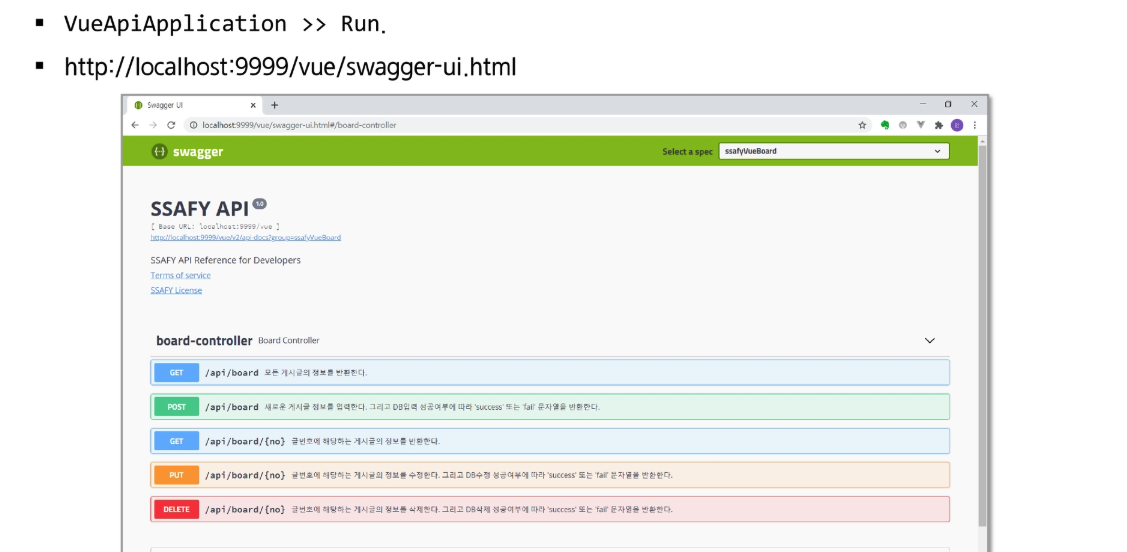 ▪ VueApiApplication >> Run.
▪ http://localhost:9999/vue/swagger-ui.html
Swagger UI
localhost:9999/vue/swagger-ui.html#/board-controller
{··} swagger
Select a spec ssafyVueBoard
SSAFY API 1.0
[ Base URL: localhost:9999/vue ]
http://localhost:9999/vue/v2/api-docs?group=ssafyVueBoard
SSAFY API Reference for Developers
Terms of service
SSAFY License
board-controller Board Controller
GET /api/board 모든 게시글의 정보를 반환한다.
POST /api/board 새로운 게시글 정보를 입력한다. 그리고 DB입력 성공여부에 따라 'success' 또는 'fail' 문자열을 반환한다.
GET /api/board/{no} 글번호에 해당하는 게시글의 정보를 반환한다.
PUT /api/board/{no} 글번호에 해당하는 게시글의 정보를 수정한다. 그리고 DB수정 성공여부에 따라 'success' 또는 'fail' 문자열을 반환한다.
DELETE /api/board/{no} 글번호에 해당하는 게시글의 정보를 삭제한다. 그리고 DB삭제 성공여부에 따라 'success' 또는 'fail' 문자열을 반환한다.